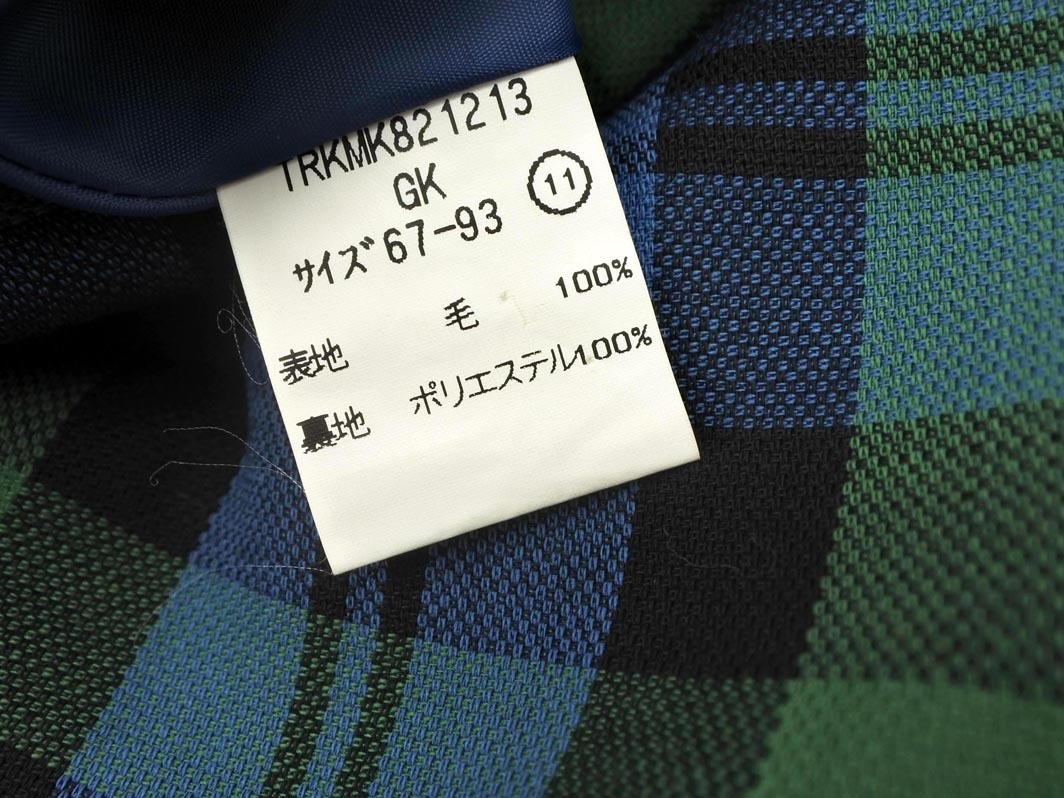 TRKMK821213
GK
⑪
サイズ 67-93
表地 毛 100%
裏地 ポリエステル100%